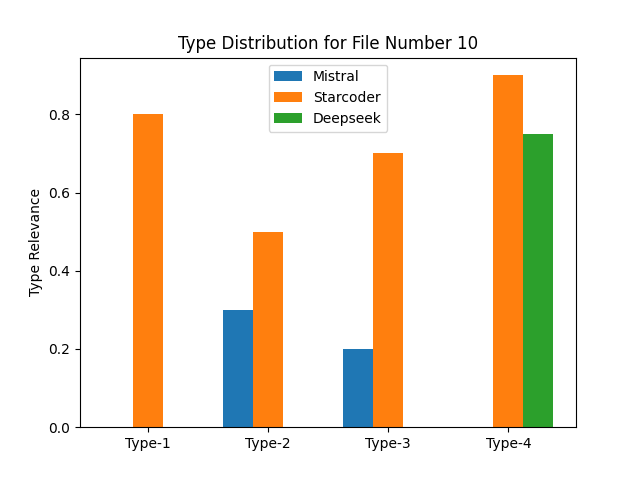 Type Distribution for File Number 10
Mistral
Starcoder
Deepseek
Type Relevance
0.8
0.6
0.4
0.2
0.0
Type-1 Type-2 Type-3 Type-4